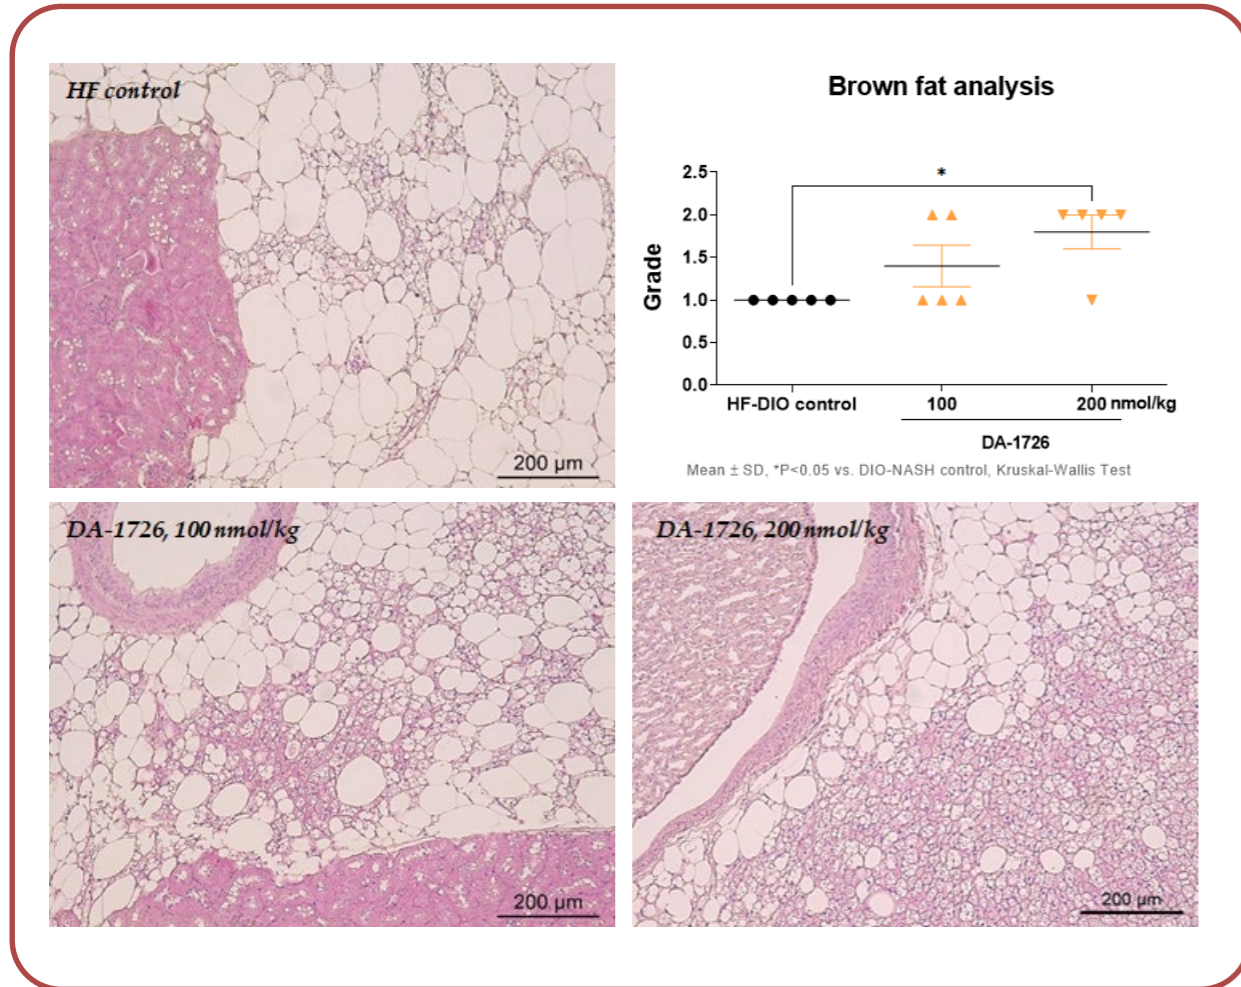 HF control
200 µm
Brown fat analysis
Grade
2.5
2.0
1.5
1.0
0.5
0.0
*
HF-DIO control
100
200 nmol/kg
DA-1726
Mean ± SD, *P<0.05 vs. DIO-NASH control, Kruskal-Wallis Test
DA-1726, 100 nmol/kg
200 µm
DA-1726, 200 nmol/kg
200 µm